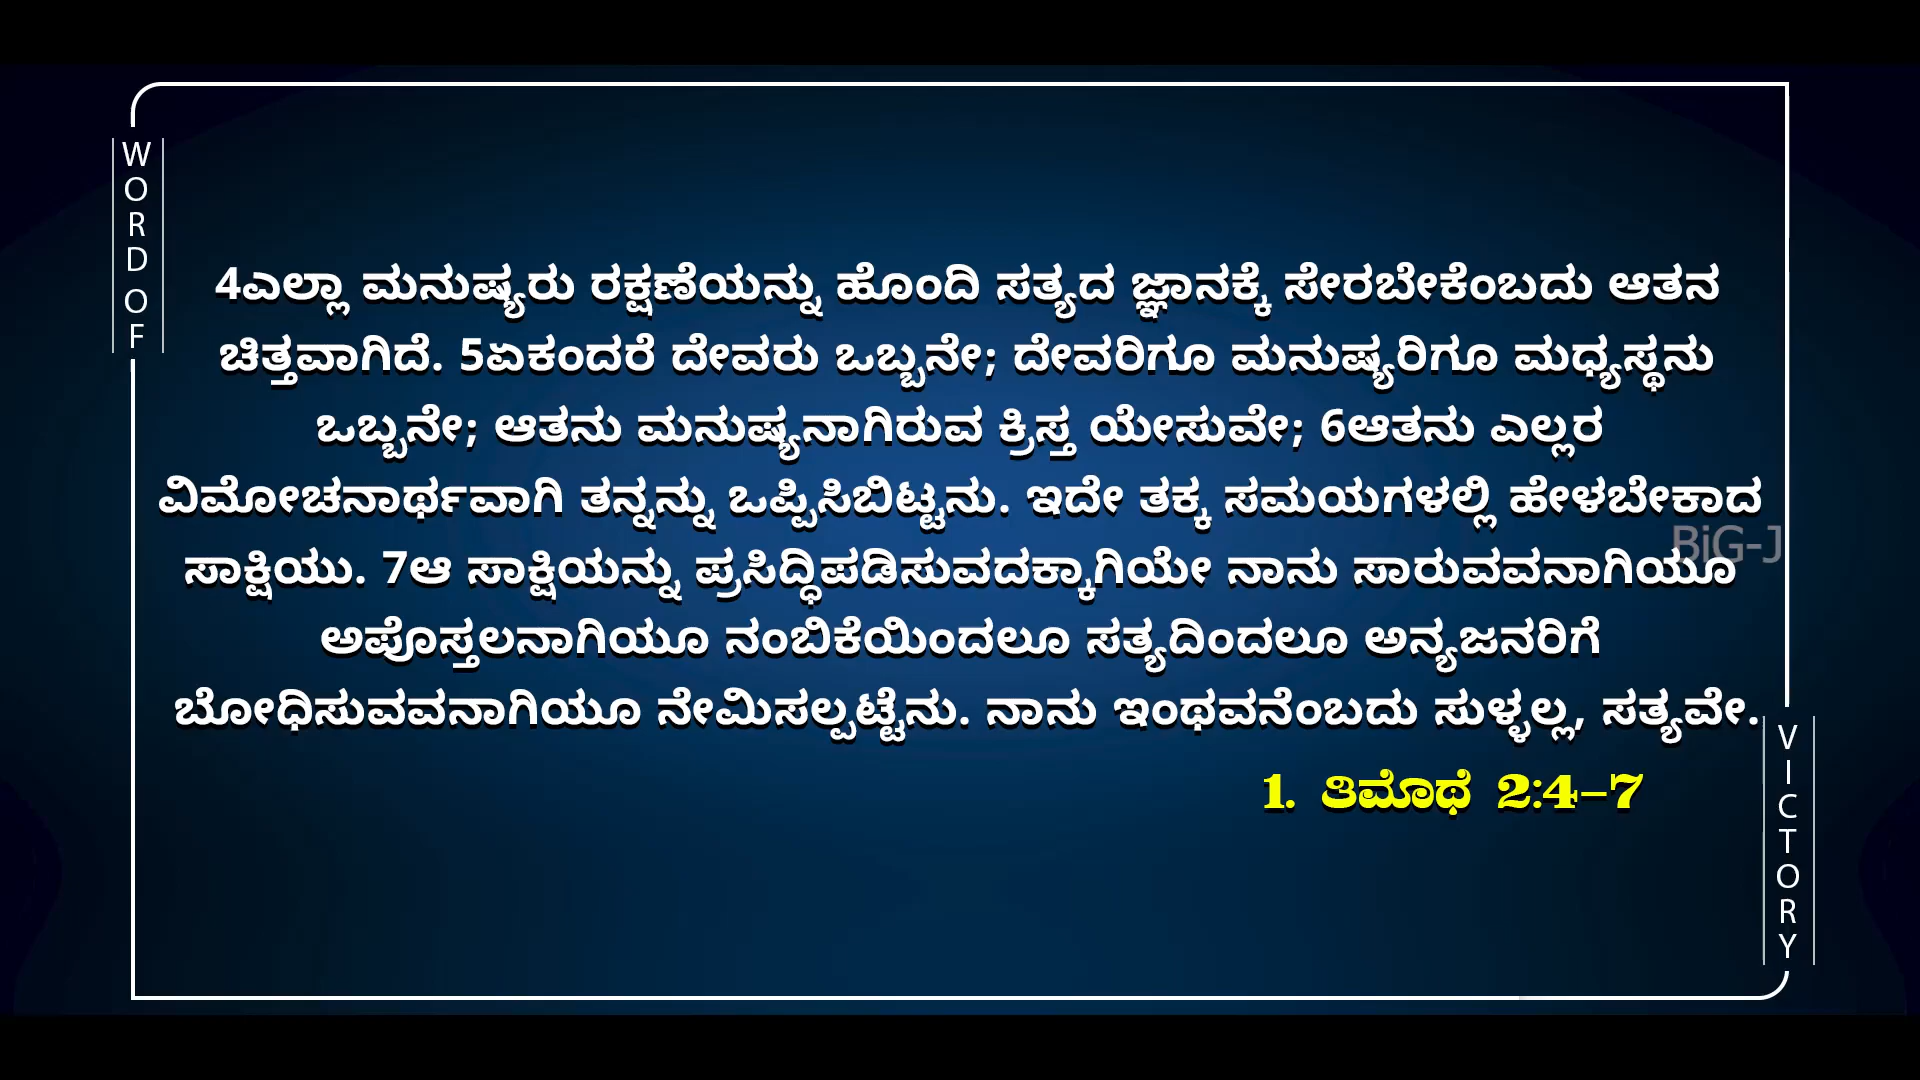 WORD OF
4ಎಲ್ಲಾ ಮನುಷ್ಯರು ರಕ್ಷಣೆಯನ್ನು ಹೊಂದಿ ಸತ್ಯದ ಜ್ಞಾನಕ್ಕೆ ಸೇರಬೇಕೆಂಬದು ಆತನ
ಚಿತ್ತವಾಗಿದೆ. 5ಏಕಂದರೆ ದೇವರು ಒಬ್ಬನೇ; ದೇವರಿಗೂ ಮನುಷ್ಯರಿಗೂ ಮಧ್ಯಸ್ಥನು
ಒಬ್ಬನೇ; ಆತನು ಮನುಷ್ಯನಾಗಿರುವ ಕ್ರಿಸ್ತ ಯೇಸುವೇ; 6ಆತನು ಎಲ್ಲರ
ವಿಮೋಚನಾರ್ಥವಾಗಿ ತನ್ನನ್ನು ಒಪ್ಪಿಸಿಬಿಟ್ಟನು. ಇದೇ ತಕ್ಕ ಸಮಯಗಳಲ್ಲಿ ಹೇಳಬೇಕಾದ
BiG-J
ಸಾಕ್ಷಿಯು. 7ಆ ಸಾಕ್ಷಿಯನ್ನು ಪ್ರಸಿದ್ಧಿಪಡಿಸುವದಕ್ಕಾಗಿಯೇ ನಾನು ಸಾರುವವನಾಗಿಯೂ
ಅಪೊಸ್ತಲನಾಗಿಯೂ ನಂಬಿಕೆಯಿಂದಲೂ ಸತ್ಯದಿಂದಲೂ ಅನ್ಯಜನರಿಗೆ
ಬೋಧಿಸುವವನಾಗಿಯೂ ನೇಮಿಸಲ್ಪಟ್ಟೆನು. ನಾನು ಇಂಥವನೆಂಬದು ಸುಳ್ಳಲ್ಲ, ಸತ್ಯವೇ.
1. ತಿಮೊಥೆ 2:4-7
VICTORY